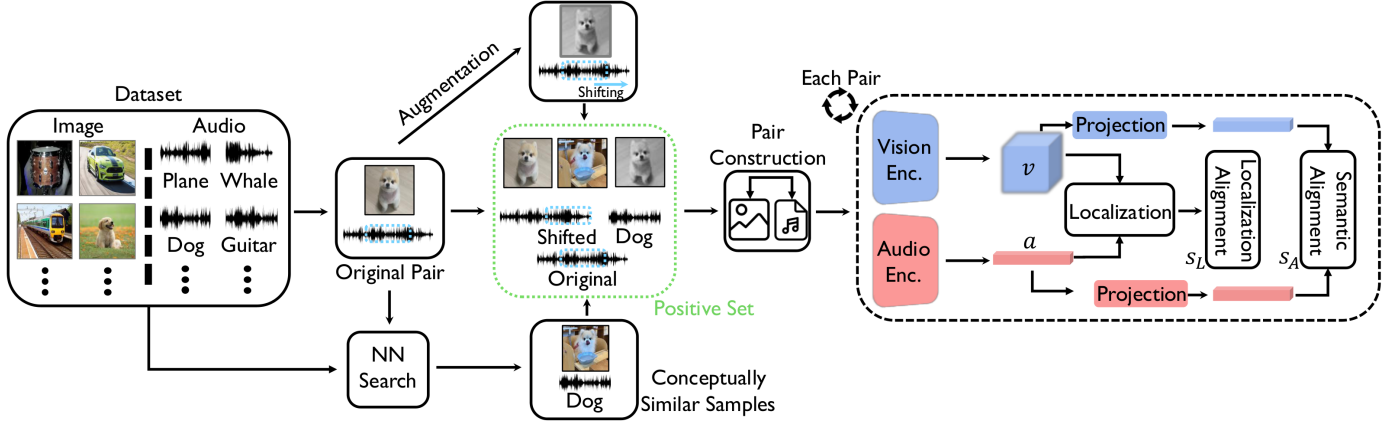 Dataset
Image
Audio
Plane
Whale
Dog
Guitar
Augmentation
Shifting
Original Pair
NN
Search
Shifted
Dog
Original
Positive Set
Dog
Conceptually
Similar Samples
Pair
Construction
Each Pair
Vision
Enc.
Audio
Enc.
v
a
Projection
Localization
Projection
Localization
Alignment
s_L
Semantic
Alignment
s_A